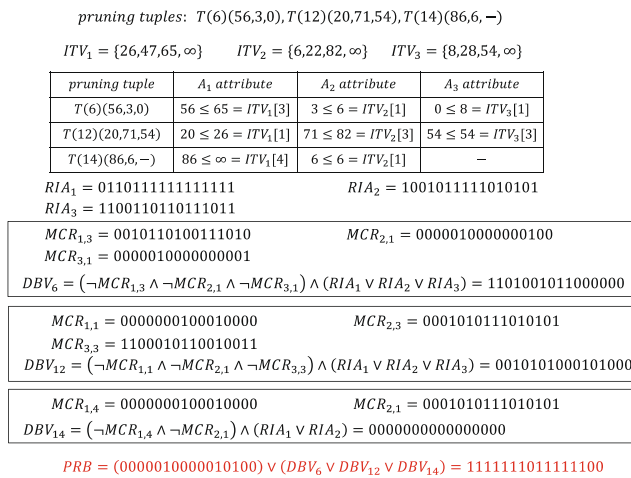 pruning tuples: T(6)(56,3,0), T(12)(20,71,54), T(14)(86,6,−)
ITV₁ = {26,47,65,∞} ITV₂ = {6,22,82,∞} ITV₃ = {8,28,54,∞}
pruning tuple A₁ attribute A₂ attribute A₃ attribute
T(6)(56,3,0) 56 ≤ 65 = ITV₁[3] 3 ≤ 6 = ITV₂[1] 0 ≤ 8 = ITV₃[1]
T(12)(20,71,54) 20 ≤ 26 = ITV₁[1] 71 ≤ 82 = ITV₂[3] 54 ≤ 54 = ITV₃[3]
T(14)(86,6,−) 86 ≤ ∞ = ITV₁[4] 6 ≤ 6 = ITV₂[1] −
RIA₁ = 0110111111111111 RIA₂ = 1001011111010101
RIA₃ = 1100110110111011
MCR₁,₃ = 0010110100111010 MCR₂,₁ = 0000010000000100
MCR₃,₁ = 0000010000000001
DBV₆ = (¬MCR₁,₃ ∧ ¬MCR₂,₁ ∧ ¬MCR₃,₁) ∧ (RIA₁ ∨ RIA₂ ∨ RIA₃) = 1101001011000000
MCR₁,₁ = 0000000100010000 MCR₂,₃ = 0001010111010101
MCR₃,₃ = 1100010110010011
DBV₁₂ = (¬MCR₁,₁ ∧ ¬MCR₂,₁ ∧ ¬MCR₃,₃) ∧ (RIA₁ ∨ RIA₂ ∨ RIA₃) = 0010101000101000
MCR₁,₄ = 0000000100010000 MCR₂,₁ = 0001010111010101
DBV₁₄ = (¬MCR₁,₄ ∧ ¬MCR₂,₁) ∧ (RIA₁ ∨ RIA₂) = 0000000000000000
PRB = (0000010000010100) ∨ (DBV₆ ∨ DBV₁₂ ∨ DBV₁₄) = 1111111011111100